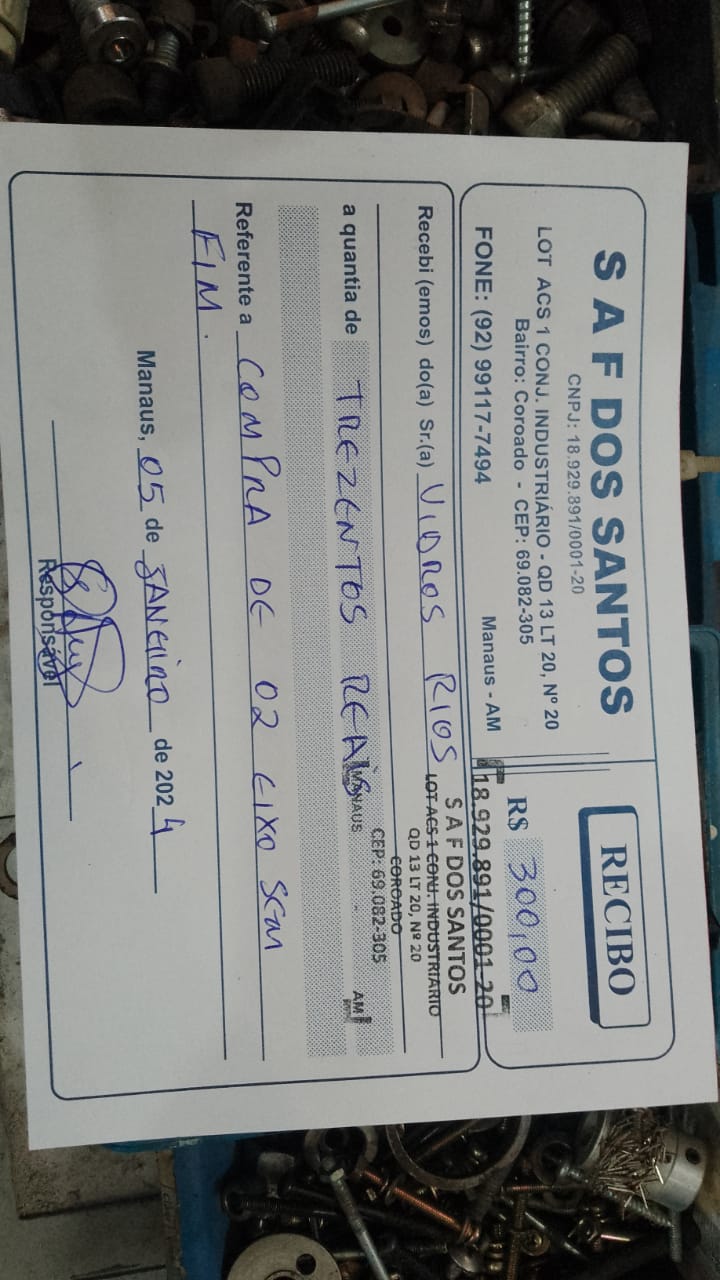 S A F DOS SANTOS
CNPJ: 18.929.891/0001-20
LOT ACS 1 CONJ. INDUSTRIÁRIO - QD 13 LT 20, Nº 20
Bairro: Coroado - CEP: 69.082-305
FONE: (92) 99117-7494 Manaus - AM
RECIBO
R$ 300,00
18.929.891/0001-20
S A F DOS SANTOS
LOT ACS 1 CONJ. INDUSTRIÁRIO
QD 13 LT 20, Nº 20
COROADO
CEP: 69.082-305
MANAUS - AM
Recebi (emos) do(a) Sr.(a) VIDROS RIOS
a quantia de TREZENTOS REAIS
Referente a COMPRA DE 02 EIXO SEM
FIM.
Manaus, 05 de JANEIRO de 2024
Responsável